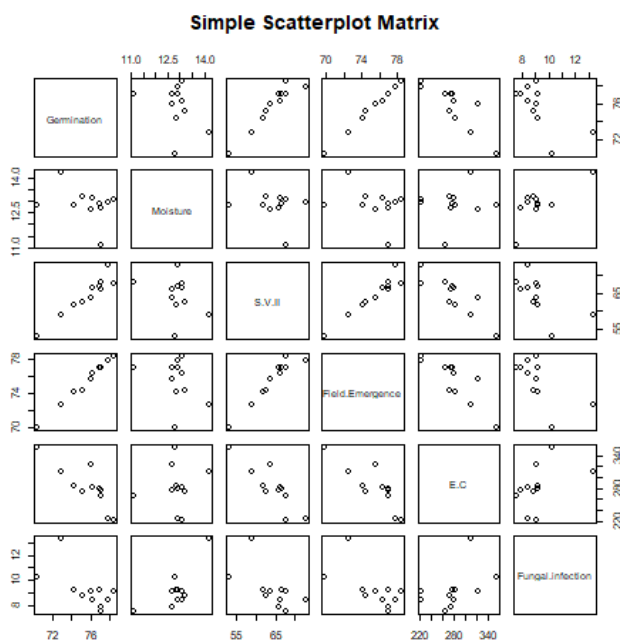 Simple Scatterplot Matrix
11.0 12.5 14.0 70 74 78 8 10 12
Germination
72 76
Moisture
11.0 12.5 14.0
S.V.II
55 65
Field.Emergence
70 74 78
E.C
220 280 340
Fungal.Infection
8 10 12
72 76 55 65 220 280 340